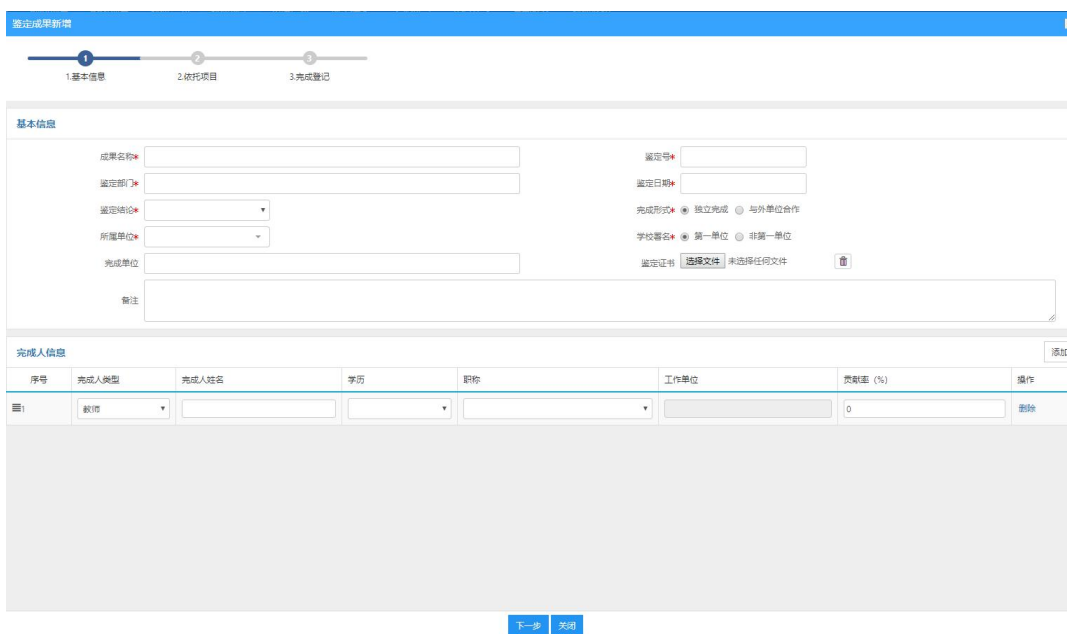 鉴定成果新增
1 2 3
1.基本信息 2.依托项目 3.完成登记
基本信息
成果名称* 鉴定号*
鉴定部门* 鉴定日期*
鉴定结论* 完成形式* 独立完成 与外单位合作
所属单位* 学校署名* 第一单位 非第一单位
完成单位 鉴定证书 选择文件 未选择任何文件
备注
完成人信息 添加
序号 完成人类型 完成人姓名 学历 职称 工作单位 贡献率 (%) 操作
1 教师 0 删除
下一步 关闭